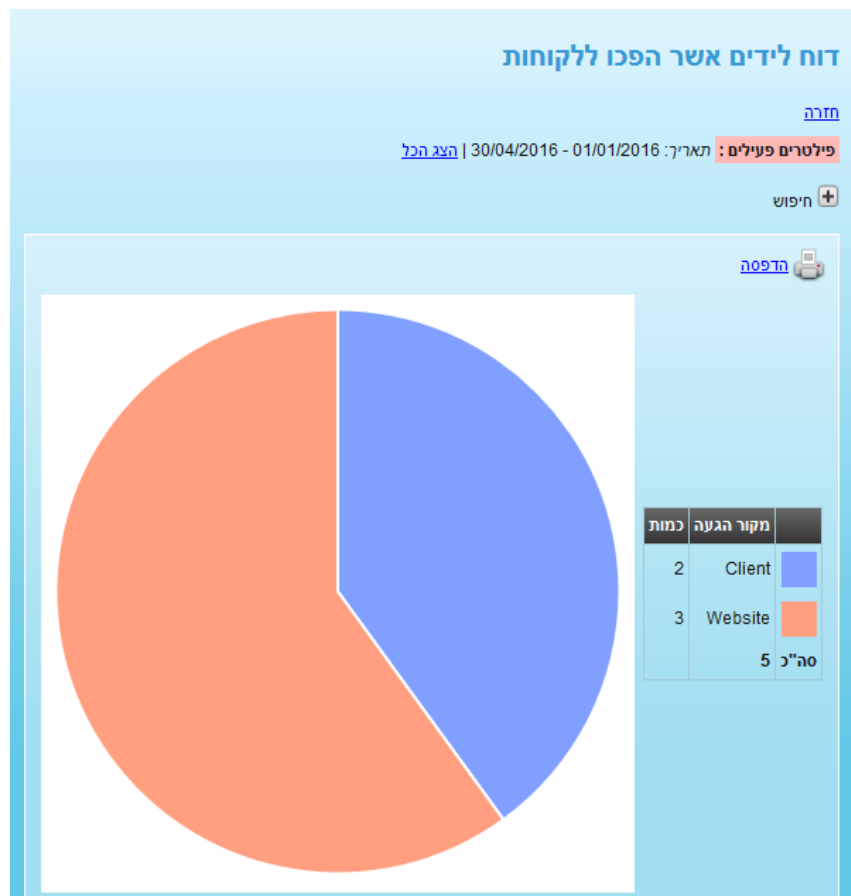 דוח לידים אשר הפכו ללקוחות
חזרה
פילטרים פעילים : תאריך: 01/01/2016 - 30/04/2016 | הצג הכל
חיפוש
הדפסה
מקור הגעה כמות
Client 2
Website 3
סה"כ 5